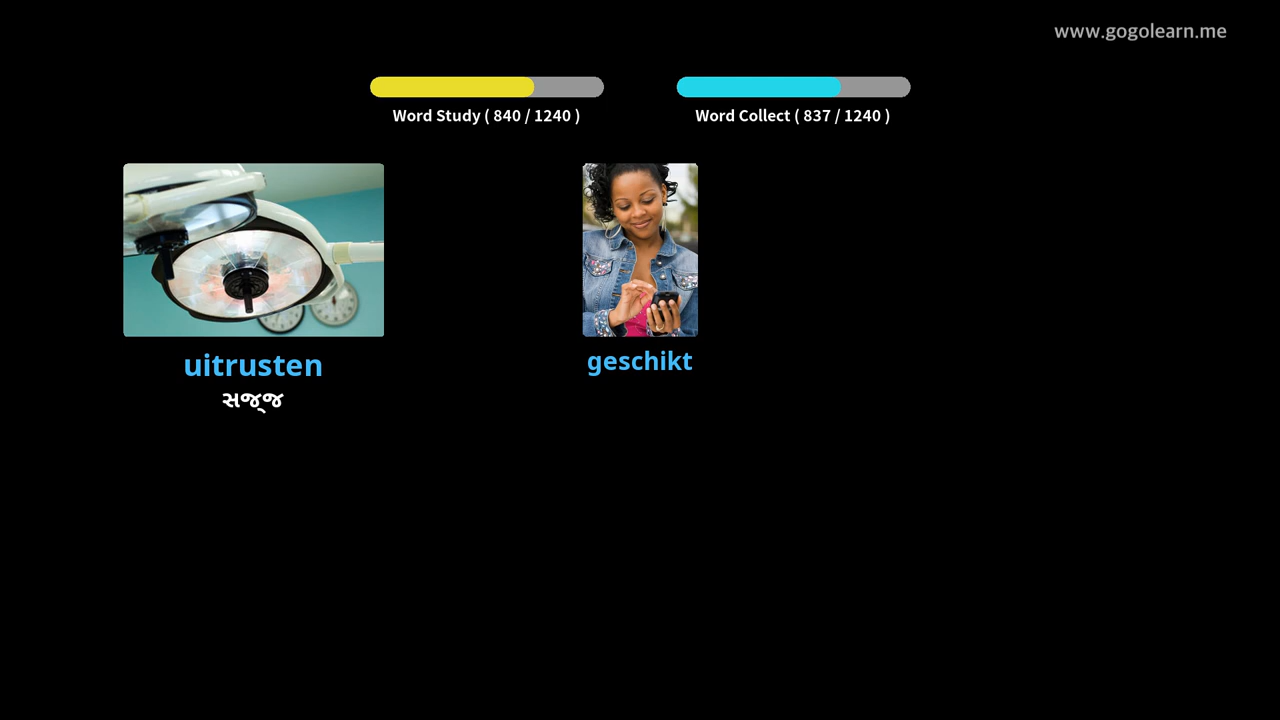 www.gogolearn.me
Word Study ( 840 / 1240 )
Word Collect ( 837 / 1240 )
uitrusten
સજ્જ
geschikt